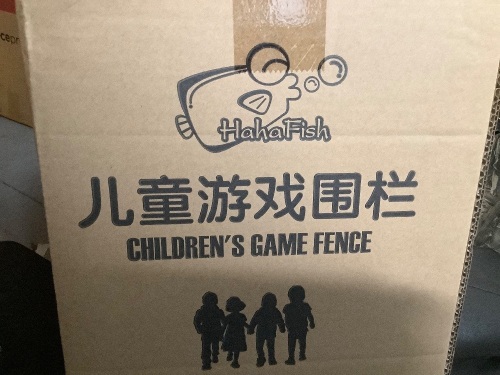 HahaFish
儿童游戏围栏
CHILDREN'S GAME FENCE